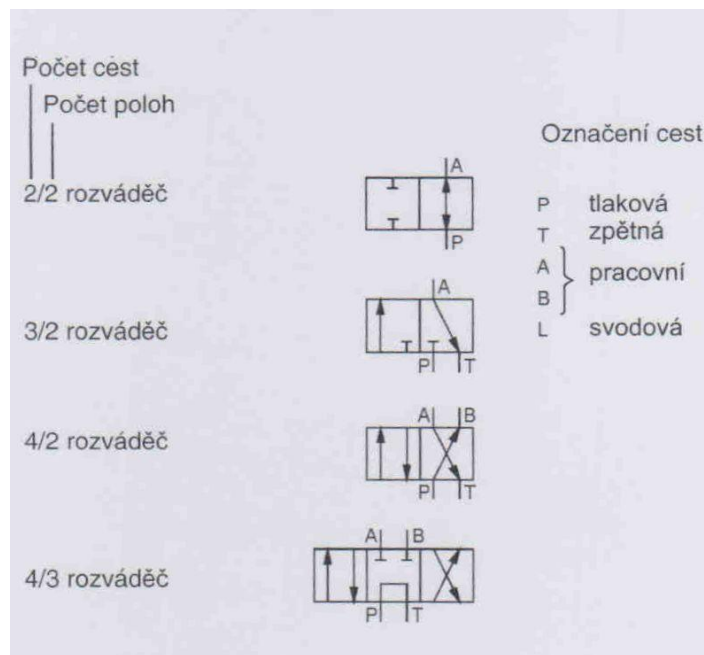 Počet cest
Počet poloh
Označení cest
2/2 rozváděč
A
P
P tlaková
T zpětná
A
B
pracovní
L svodová
3/2 rozváděč
A
P T
4/2 rozváděč
A B
P T
4/3 rozváděč
A B
P T